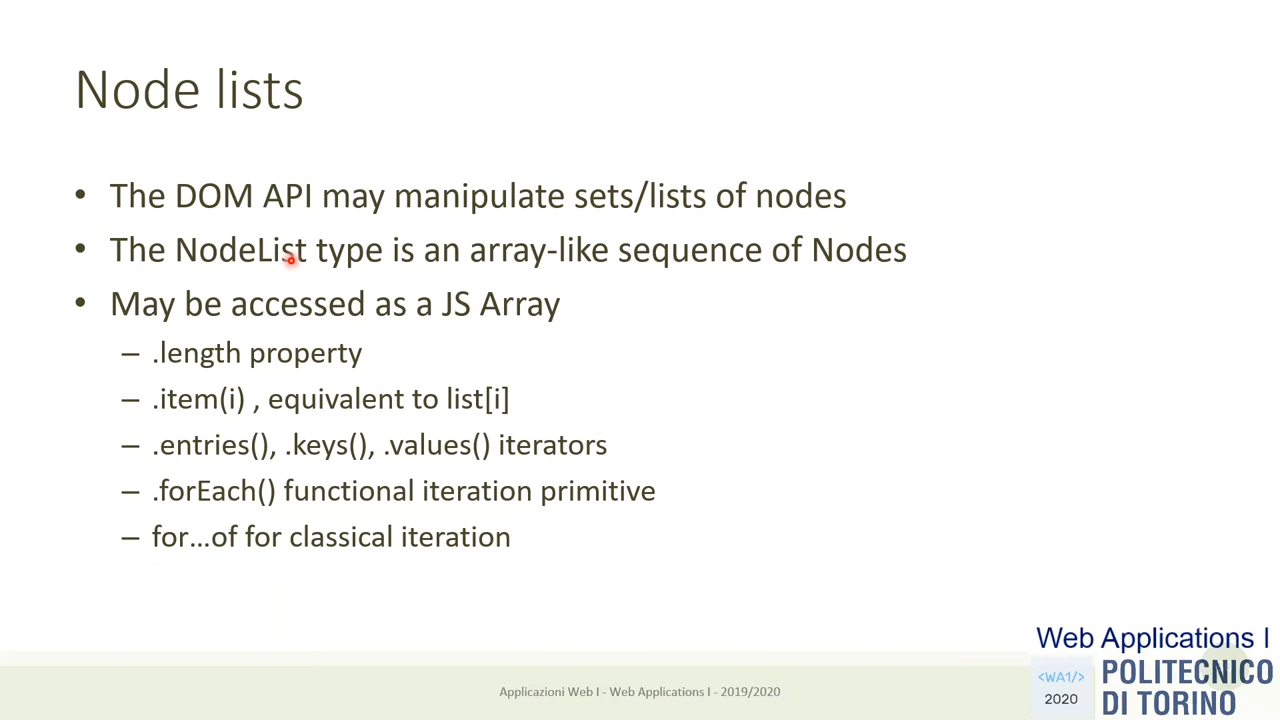 Node lists
• The DOM API may manipulate sets/lists of nodes
• The NodeList type is an array-like sequence of Nodes
• May be accessed as a JS Array
– .length property
– .item(i) , equivalent to list[i]
– .entries(), .keys(), .values() iterators
– .forEach() functional iteration primitive
– for…of for classical iteration
Applicazioni Web I - Web Applications I - 2019/2020
Web Applications I
<WA1/>
2020
POLITECNICO
DI TORINO